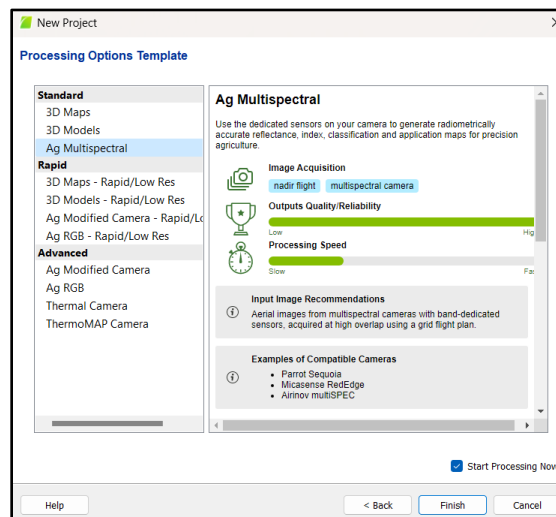 New Project
Processing Options Template
Standard
3D Maps
3D Models
Ag Multispectral
Rapid
3D Maps - Rapid/Low Res
3D Models - Rapid/Low Res
Ag Modified Camera - Rapid/Lo
Ag RGB - Rapid/Low Res
Advanced
Ag Modified Camera
Ag RGB
Thermal Camera
ThermoMAP Camera
Ag Multispectral
Use the dedicated sensors on your camera to generate radiometrically
accurate reflectance, index, classification and application maps for precision
agriculture.
Image Acquisition
nadir flight multispectral camera
Outputs Quality/Reliability
Low Hig
Processing Speed
Slow Fas
Input Image Recommendations
Aerial images from multispectral cameras with band-dedicated
sensors, acquired at high overlap using a grid flight plan.
Examples of Compatible Cameras
• Parrot Sequoia
• Micasense RedEdge
• Airinov multiSPEC
Start Processing Now
Help < Back Finish Cancel